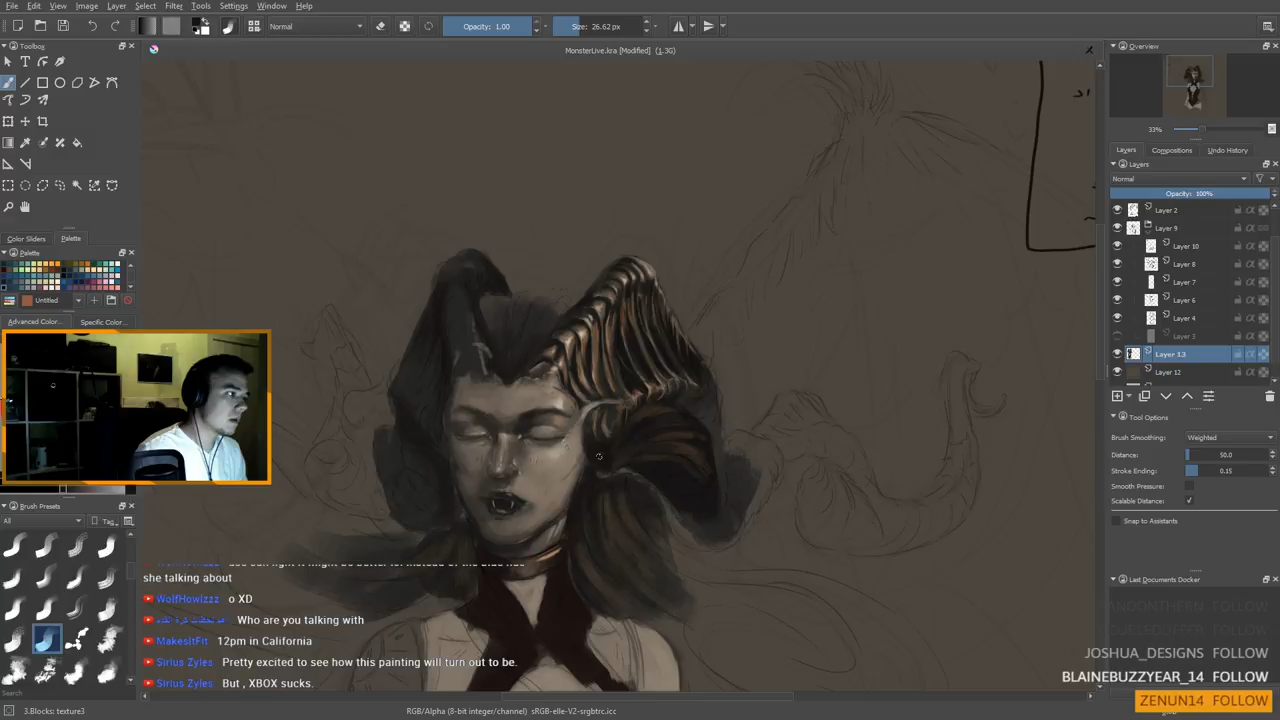 File Edit View Image Layer Select Filter Tools Settings Window Help
Normal
Opacity: 1.00
Size: 26.62 px
MonsterLive.kra [Modified] (1.3G)
Toolbox
Overview
33%
Layers Compositions Undo History
Layers
Normal
Opacity: 100%
Layer 2
Layer 9
Layer 10
Layer 8
Layer 7
Layer 6
Layer 4
Layer 3
Layer 13
Layer 12
Color Sliders Palette
Palette
Untitled
Advanced Color... Specific Color...
Tool Options
Brush Smoothing: Weighted
Distance: 50.0
Stroke Ending: 0.15
Smooth Pressure:
Scalable Distance:
Snap to Assistants
Brush Presets
All Tag
she talking about
WolfHowlzzz o XD
Who are you talking with
MakesItFit 12pm in California
Sirius Zyles Pretty excited to see how this painting will turn out to be.
Sirius Zyles But , XBOX sucks.
Last Documents Docker
JOSHUA_DESIGNS FOLLOW
BLAINEBUZZYEAR_14 FOLLOW
ZENUN14 FOLLOW
Search
3.Blocks: texture3
RGB/Alpha (8-bit integer/channel) sRGB-elle-V2-srgbtrc.icc